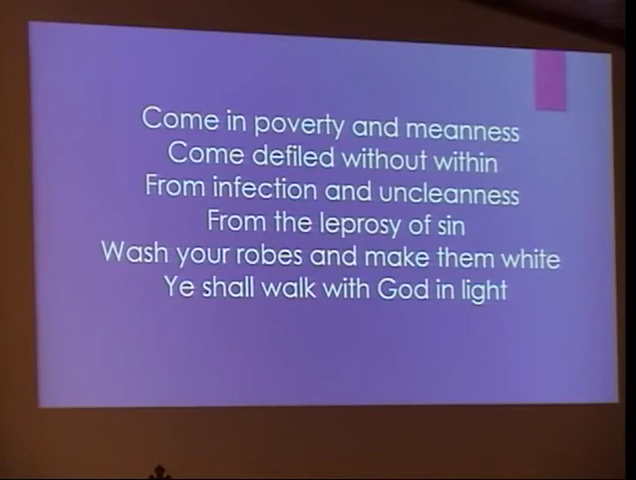 Come in poverty and meanness
Come defiled without within
From infection and uncleanness
From the leprosy of sin
Wash your robes and make them white
Ye shall walk with God in light